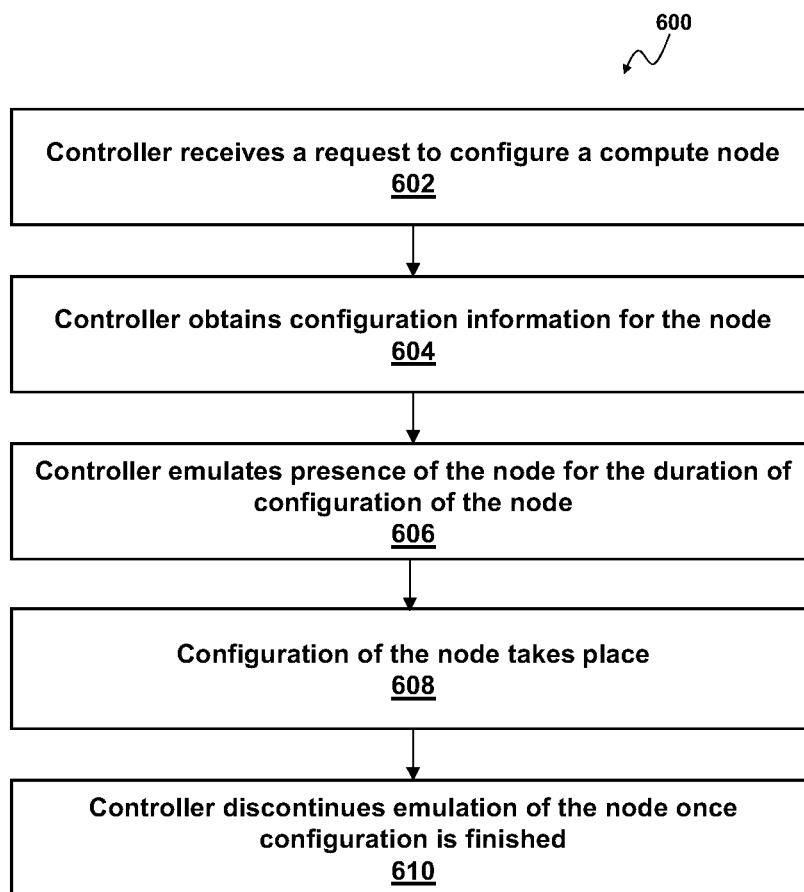 600
Controller receives a request to configure a compute node
602
Controller obtains configuration information for the node
604
Controller emulates presence of the node for the duration of
configuration of the node
606
Configuration of the node takes place
608
Controller discontinues emulation of the node once
configuration is finished
610